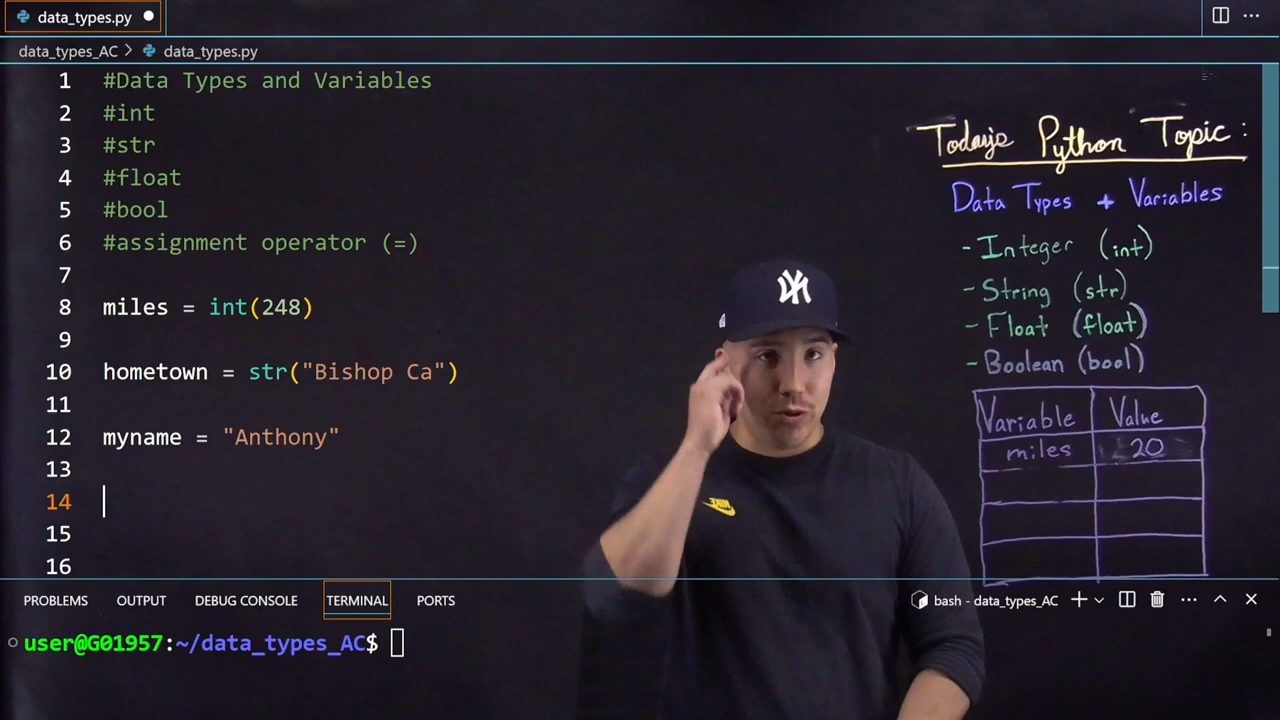 data_types.py
data_types_AC > data_types.py
1 #Data Types and Variables
2 #int
3 #str
4 #float
5 #bool
6 #assignment operator (=)
7
8 miles = int(248)
9
10 hometown = str("Bishop Ca")
11
12 myname = "Anthony"
13
14
15
16
Todays Python Topic:
Data Types + Variables
- Integer (int)
- String (str)
- Float (float)
- Boolean (bool)
Variable Value
miles 20
NY
NIKE
PROBLEMS OUTPUT DEBUG CONSOLE TERMINAL PORTS
bash - data_types_AC
user@G01957:~/data_types_AC$